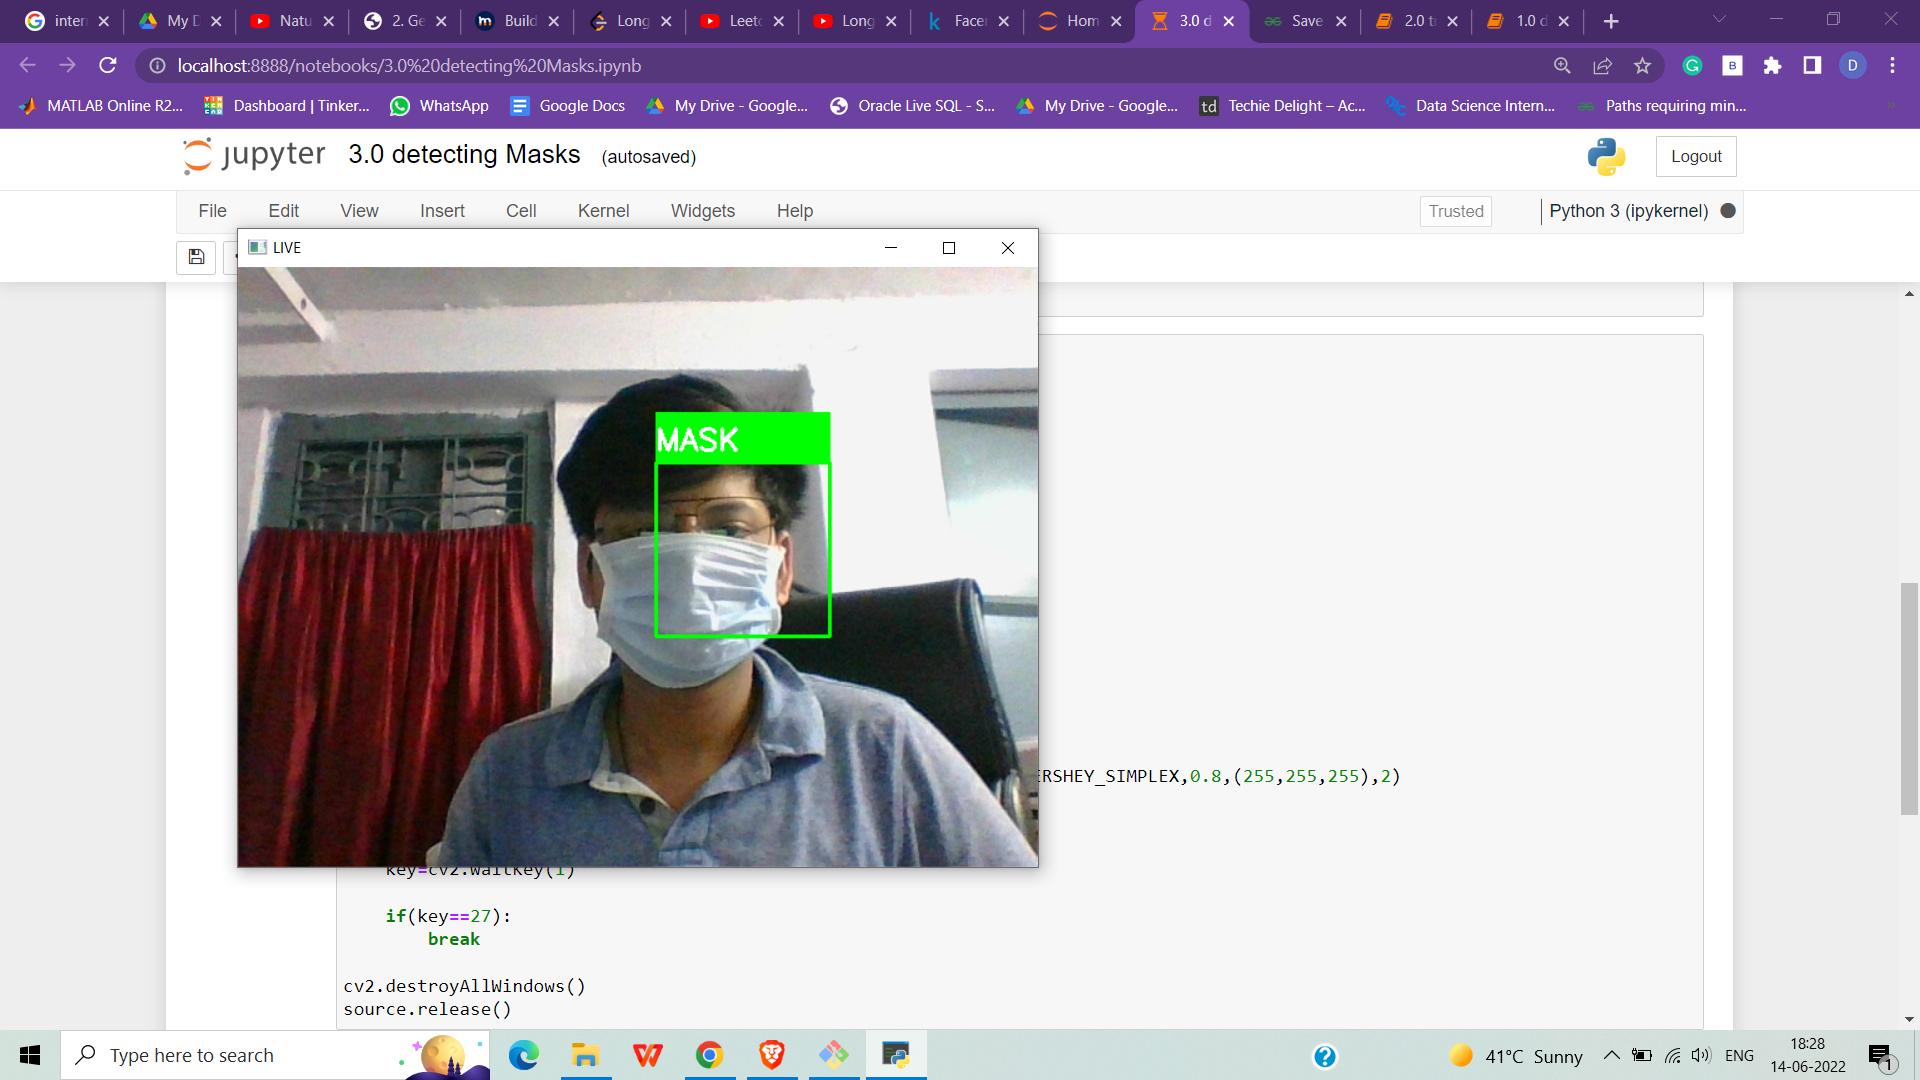 inter
My D
Natu
2. Ge
Build
Long
Leetc
Long
Facer
Hom
3.0 d
Save
2.0 t
1.0 d
localhost:8888/notebooks/3.0%20detecting%20Masks.ipynb
D
MATLAB Online R2...
Dashboard | Tinker...
WhatsApp
Google Docs
My Drive - Google...
Oracle Live SQL - S...
My Drive - Google...
td Techie Delight – Ac...
Data Science Intern...
Paths requiring min...
jupyter 3.0 detecting Masks (autosaved)
Logout
File Edit View Insert Cell Kernel Widgets Help
Trusted
Python 3 (ipykernel)
LIVE
MASK
ERSHEY_SIMPLEX,0.8,(255,255,255),2)
key=cv2.waitKey(1)
if(key==27):
break
cv2.destroyAllWindows()
source.release()
Type here to search
41°C Sunny
ENG
18:28
14-06-2022
1